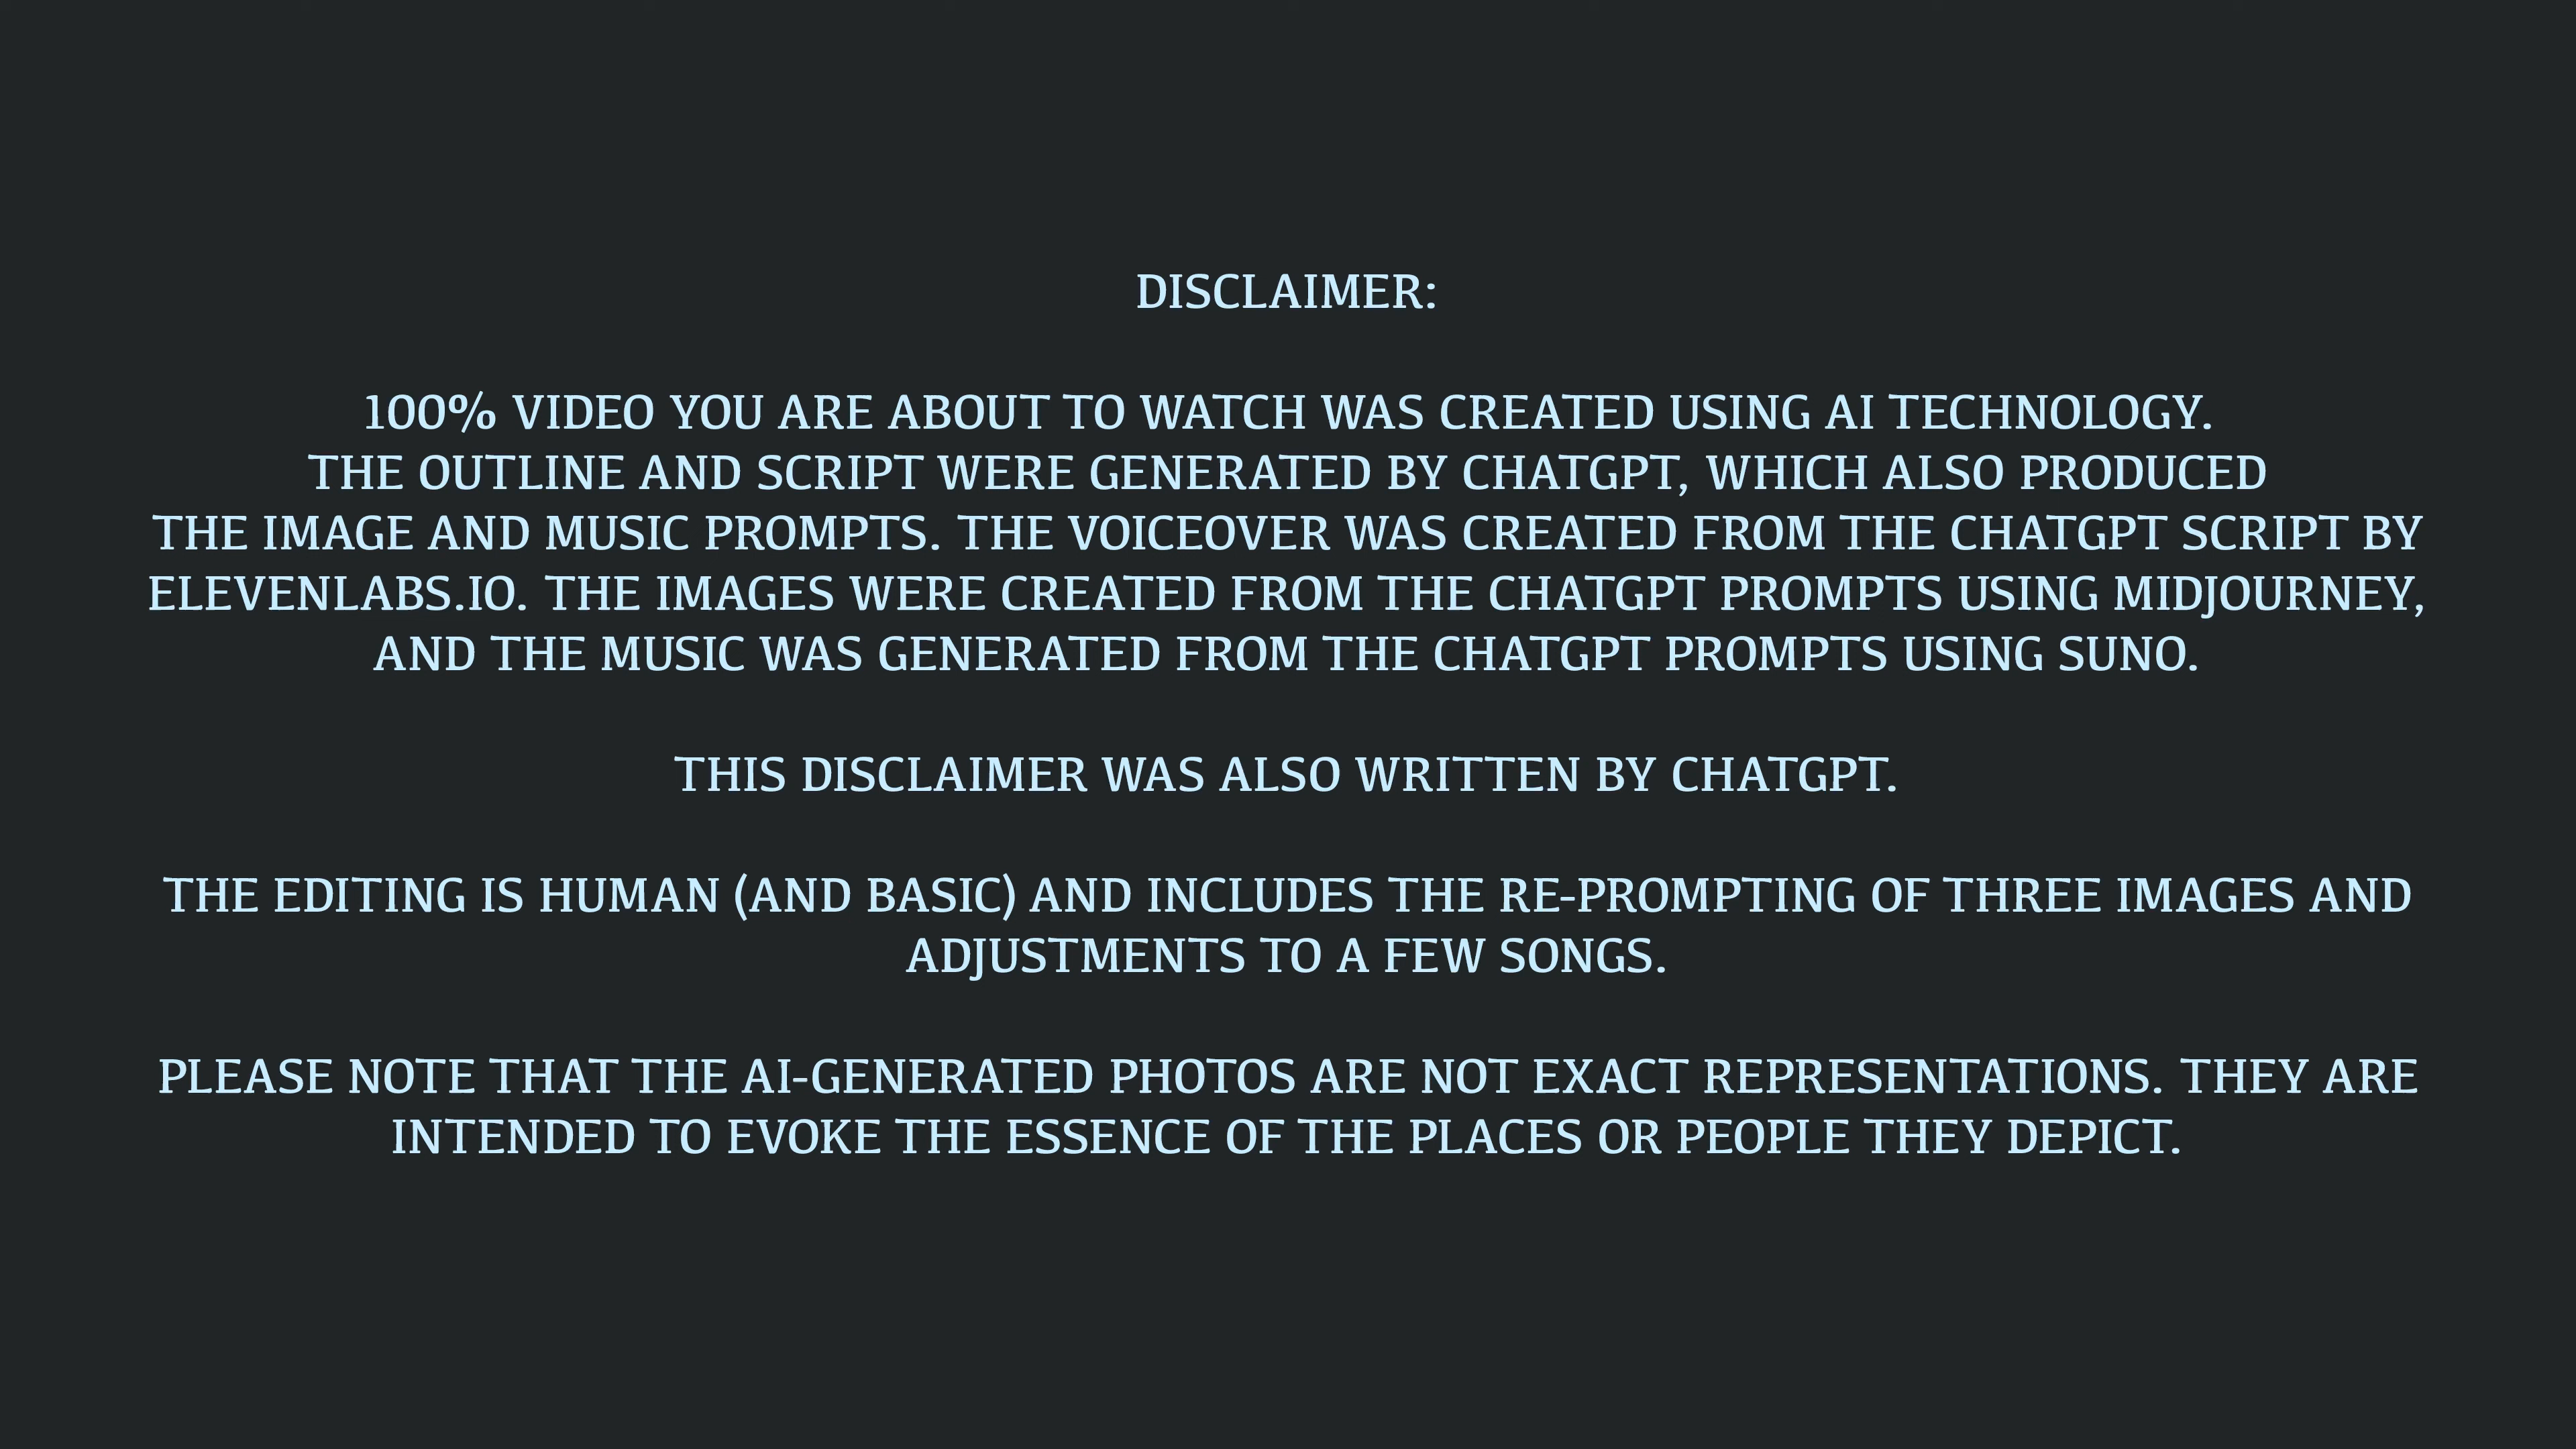 DISCLAIMER:
100% VIDEO YOU ARE ABOUT TO WATCH WAS CREATED USING AI TECHNOLOGY.
THE OUTLINE AND SCRIPT WERE GENERATED BY CHATGPT, WHICH ALSO PRODUCED
THE IMAGE AND MUSIC PROMPTS. THE VOICEOVER WAS CREATED FROM THE CHATGPT SCRIPT BY
ELEVENLABS.IO. THE IMAGES WERE CREATED FROM THE CHATGPT PROMPTS USING MIDJOURNEY,
AND THE MUSIC WAS GENERATED FROM THE CHATGPT PROMPTS USING SUNO.
THIS DISCLAIMER WAS ALSO WRITTEN BY CHATGPT.
THE EDITING IS HUMAN (AND BASIC) AND INCLUDES THE RE-PROMPTING OF THREE IMAGES AND
ADJUSTMENTS TO A FEW SONGS.
PLEASE NOTE THAT THE AI-GENERATED PHOTOS ARE NOT EXACT REPRESENTATIONS. THEY ARE
INTENDED TO EVOKE THE ESSENCE OF THE PLACES OR PEOPLE THEY DEPICT.